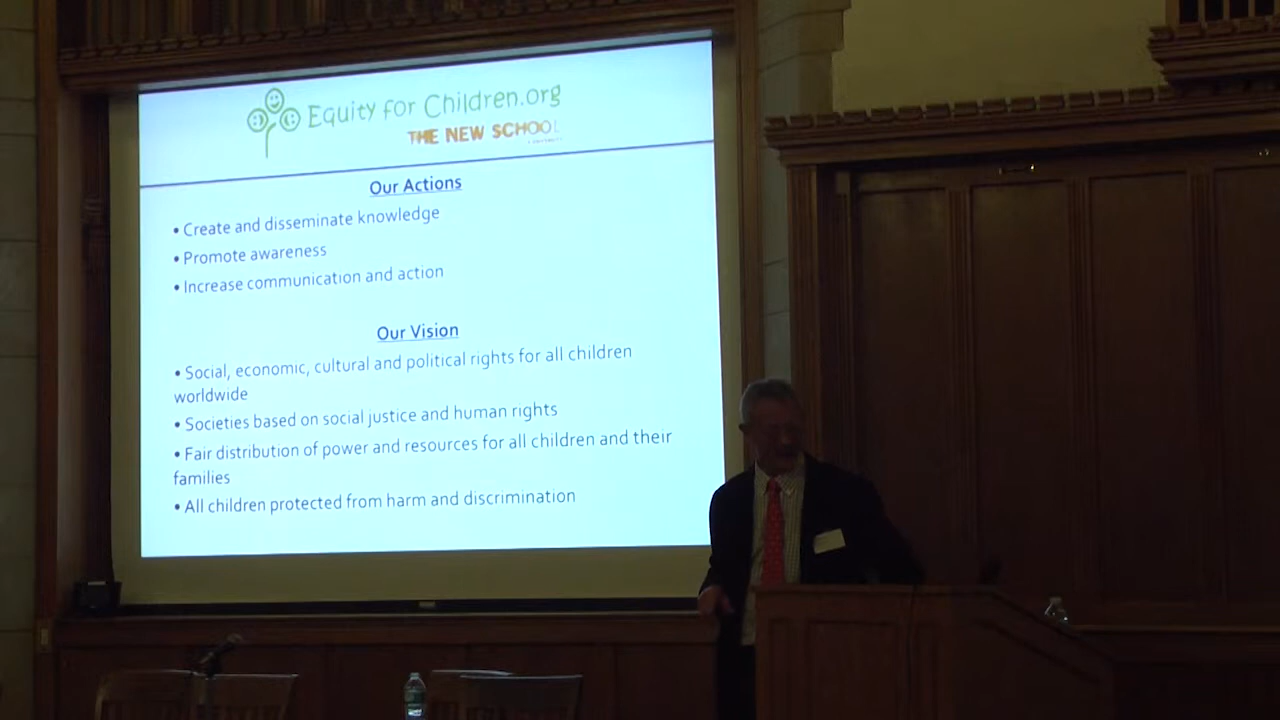 Equity for Children.org
THE NEW SCHOOL
Our Actions
• Create and disseminate knowledge
• Promote awareness
• Increase communication and action
Our Vision
• Social, economic, cultural and political rights for all children
worldwide
• Societies based on social justice and human rights
• Fair distribution of power and resources for all children and their
families
• All children protected from harm and discrimination